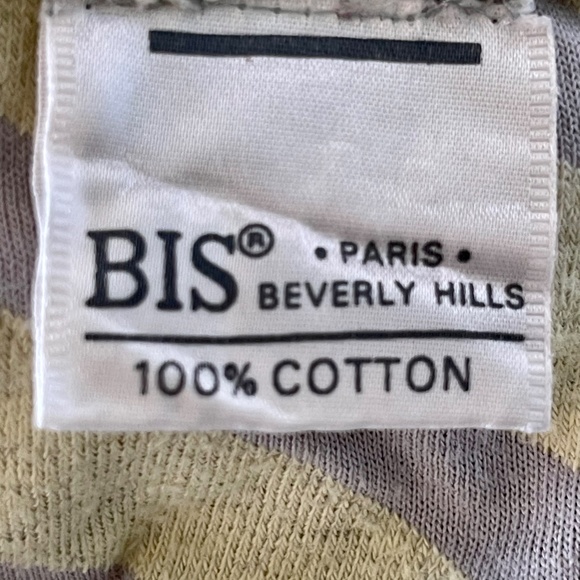 BIS® • PARIS •
BEVERLY HILLS
100% COTTON